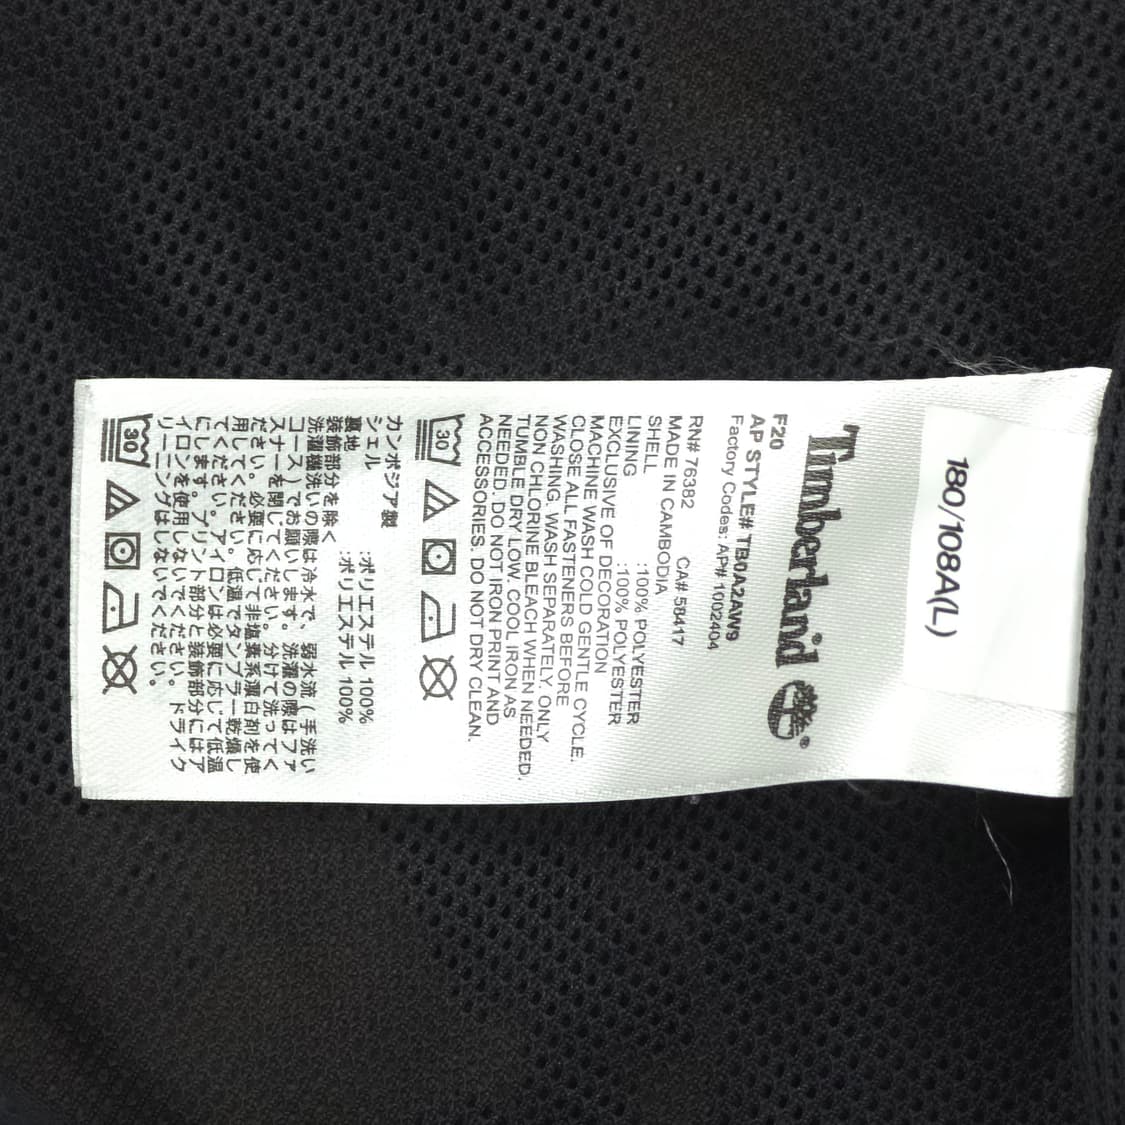 180/108A(L)
Timberland ®
F20
AP STYLE# TB0A2AW9
Factory Codes: AP# 1002404
RN# 76382 CA# 58417
MADE IN CAMBODIA
SHELL :100% POLYESTER
LINING :100% POLYESTER
EXCLUSIVE OF DECORATION
MACHINE WASH COLD GENTLE CYCLE.
CLOSE ALL FASTENERS BEFORE
WASHING. WASH SEPARATELY. ONLY
NON CHLORINE BLEACH WHEN NEEDED.
TUMBLE DRY LOW. COOL IRON AS
NEEDED. DO NOT IRON PRINT AND
ACCESSORIES. DO NOT DRY CLEAN.
30
カンボジア製
シェル :ポリエステル 100%
裏地 :ポリエステル 100%
装飾部分を除く
洗濯機洗いの際は冷水で、弱水流(手洗い
コース)でお願いします。洗濯の際はファ
スナーを閉じてください。分けて洗ってく
ださい。必要に応じて非塩素系漂白剤を使
用してください。低温でタンブラー乾燥し
てください。アイロンは必要に応じて低温
にします。プリント部分と装飾部分にはア
イロンを使用しないでください。ドライク
リーニングはしないでください。
30